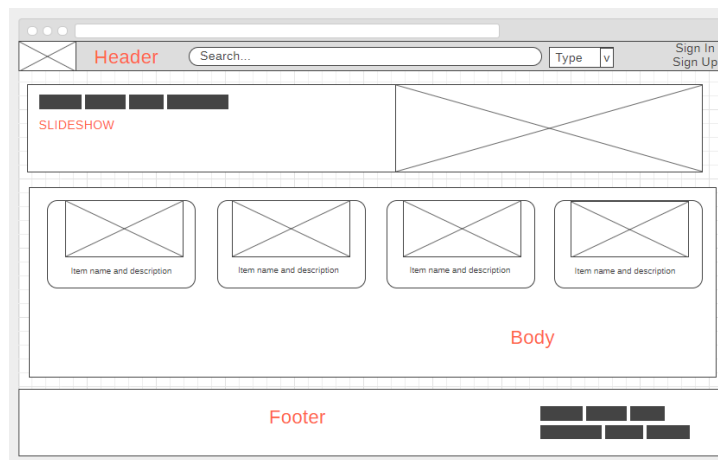 Header
Search...
Type v
Sign In
Sign Up
SLIDESHOW
Item name and description
Item name and description
Item name and description
Item name and description
Body
Footer